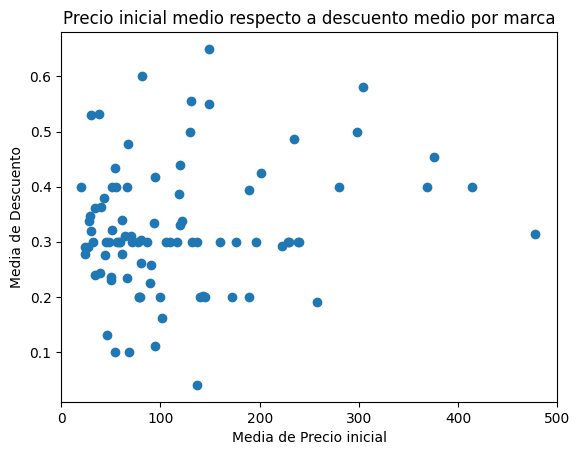 Precio inicial medio respecto a descuento medio por marca
0.6
0.5
0.4
0.3
0.2
0.1
Media de Descuento
0 100 200 300 400 500
Media de Precio inicial